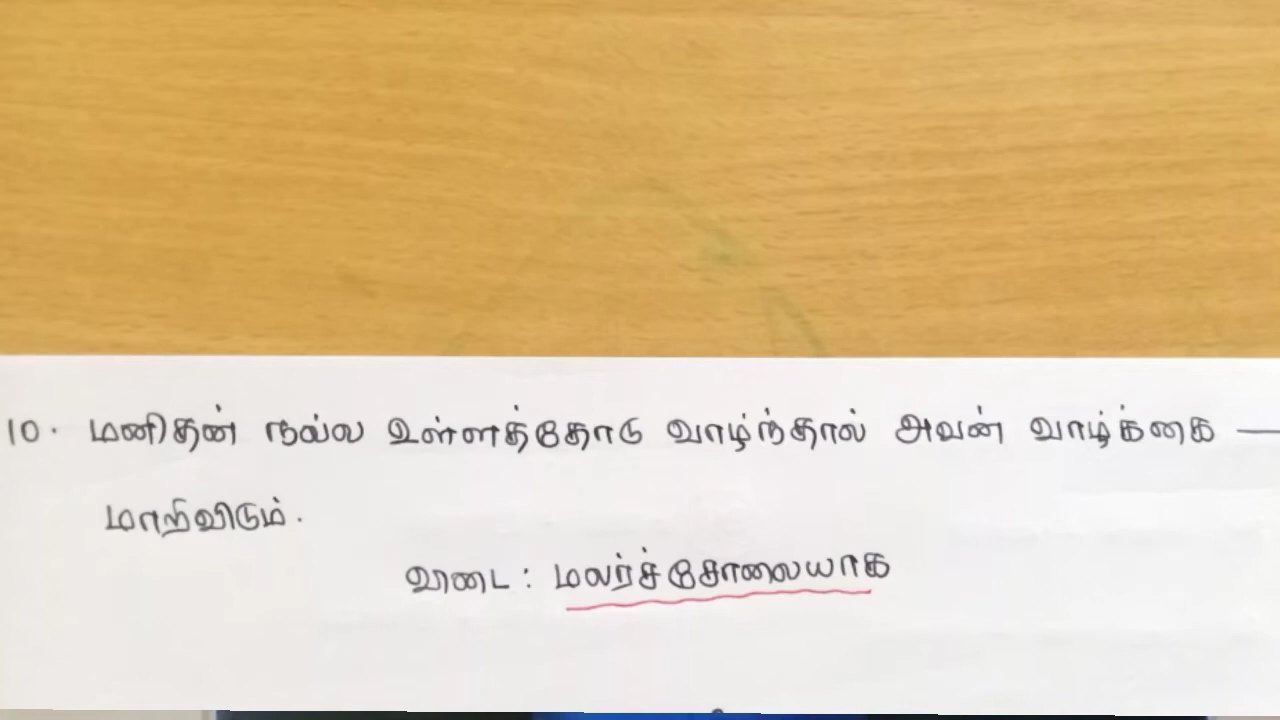 10. மனிதன் நல்ல உள்ளத்தோடு வாழ்ந்தால் அவன் வாழ்க்கை —
மாறிவிடும்.
விடை : மலர்ச்சோலையாக